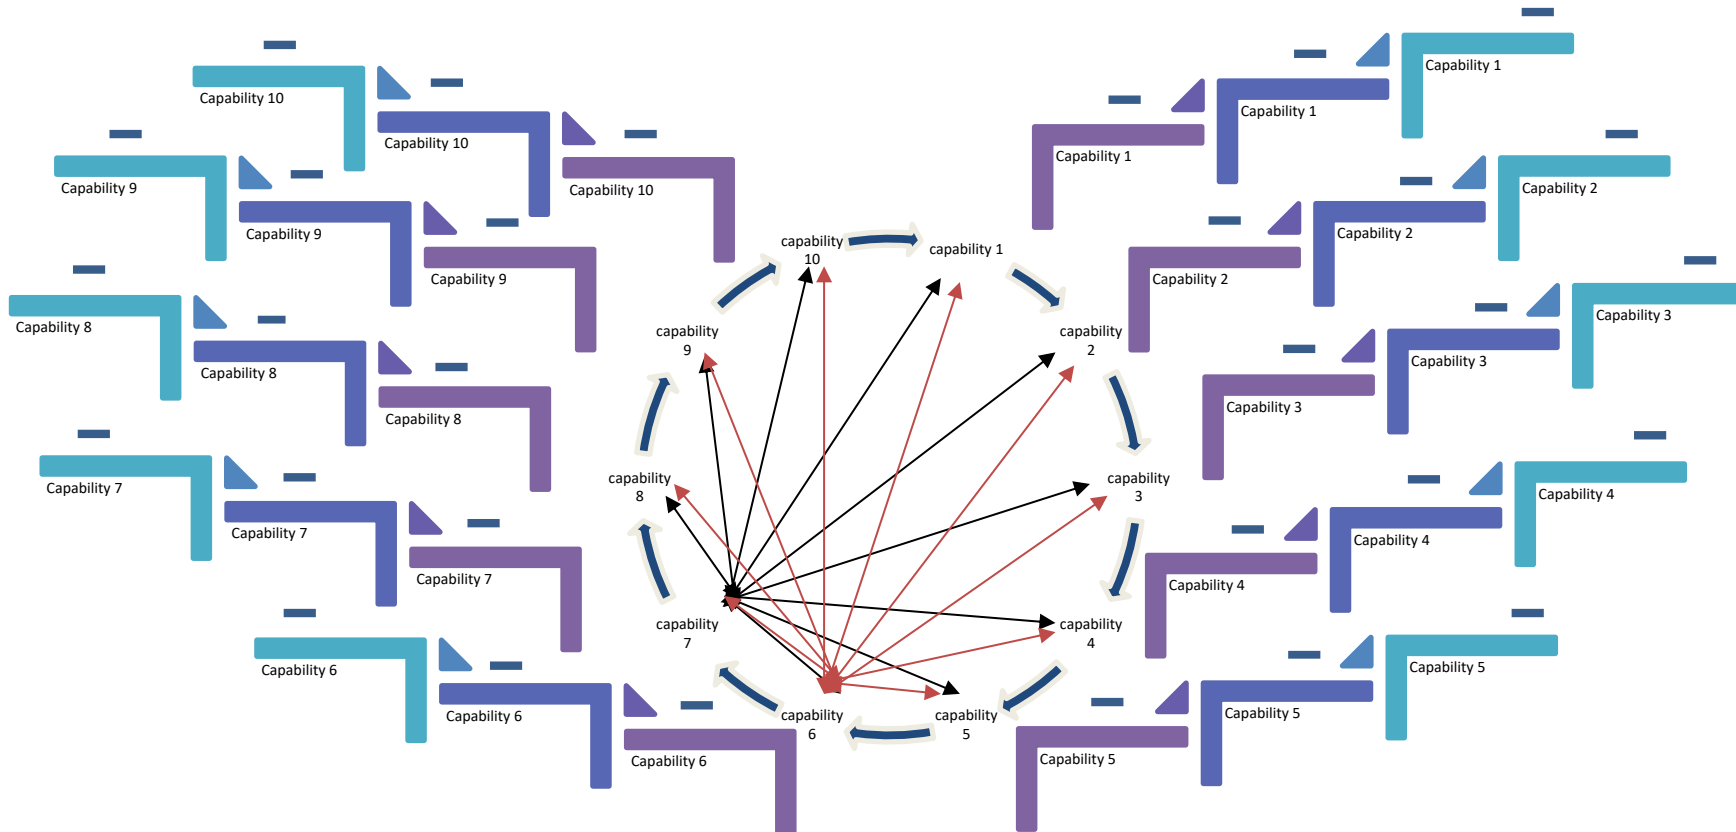 Capability 1
Capability 1
Capability 1
Capability 10
Capability 10
Capability 10
Capability 9
Capability 9
Capability 9
Capability 2
Capability 2
Capability 2
capability
10
capability 1
capability
2
capability
3
capability
4
capability
5
capability
6
capability
7
capability
8
capability
9
Capability 8
Capability 8
Capability 8
Capability 3
Capability 3
Capability 3
Capability 7
Capability 7
Capability 7
Capability 4
Capability 4
Capability 4
Capability 6
Capability 6
Capability 6
Capability 5
Capability 5
Capability 5